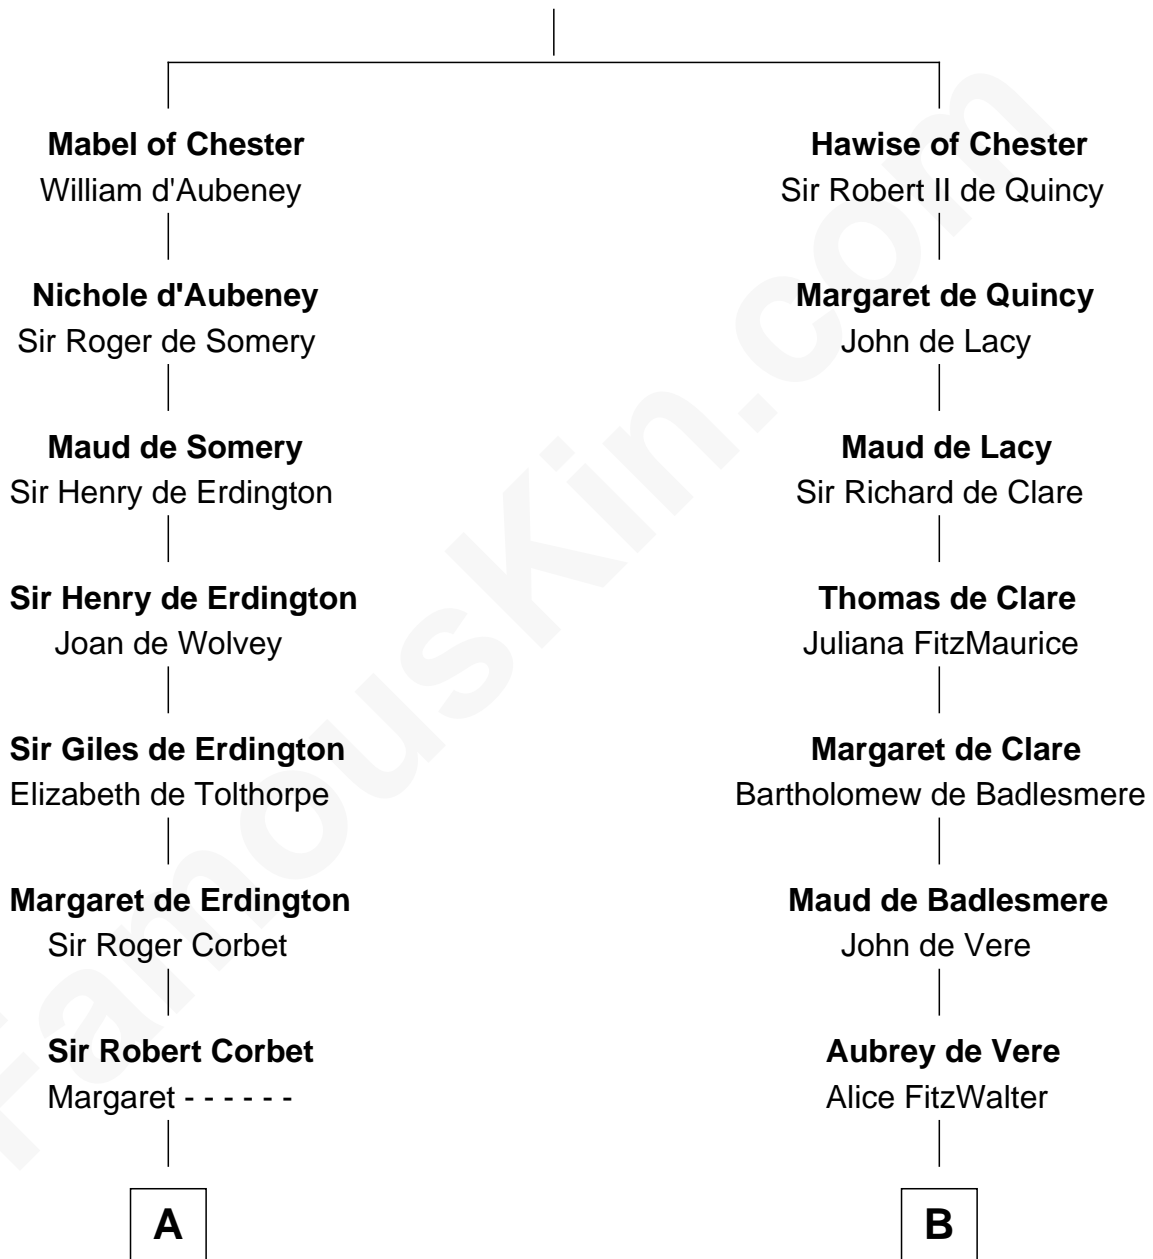 Mabel of Chester
William d'Aubeney
Nichole d'Aubeney
Sir Roger de Somery
Maud de Somery
Sir Henry de Erdington
Sir Henry de Erdington
Joan de Wolvey
Sir Giles de Erdington
Elizabeth de Tolthorpe
Margaret de Erdington
Sir Roger Corbet
Sir Robert Corbet
Margaret - - - - - -
A
Hawise of Chester
Sir Robert II de Quincy
Margaret de Quincy
John de Lacy
Maud de Lacy
Sir Richard de Clare
Thomas de Clare
Juliana FitzMaurice
Margaret de Clare
Bartholomew de Badlesmere
Maud de Badlesmere
John de Vere
Aubrey de Vere
Alice FitzWalter
B
FamousKin.com